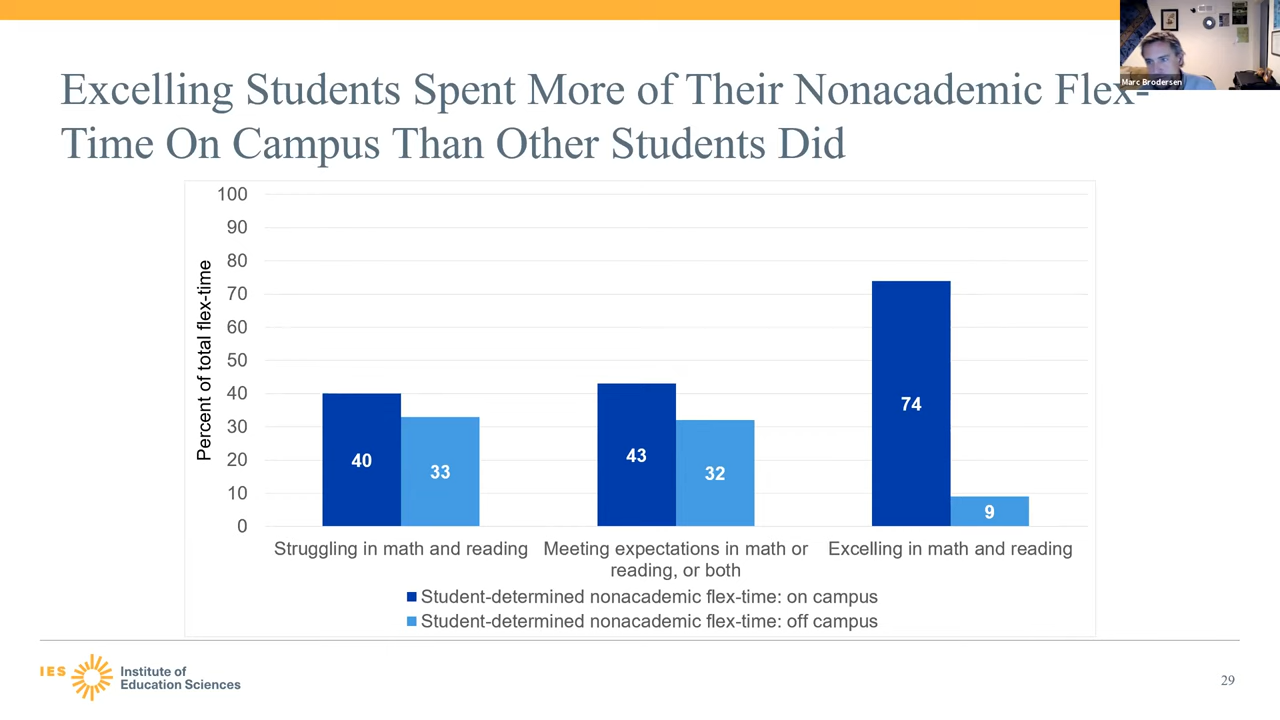 Marc Brodersen
Excelling Students Spent More of Their Nonacademic Flex-
Time On Campus Than Other Students Did
Percent of total flex-time
100
90
80
70
60
50
40
30
20
10
0
40
33
43
32
74
9
Struggling in math and reading
Meeting expectations in math or
reading, or both
Excelling in math and reading
Student-determined nonacademic flex-time: on campus
Student-determined nonacademic flex-time: off campus
IES
Institute of
Education Sciences
29